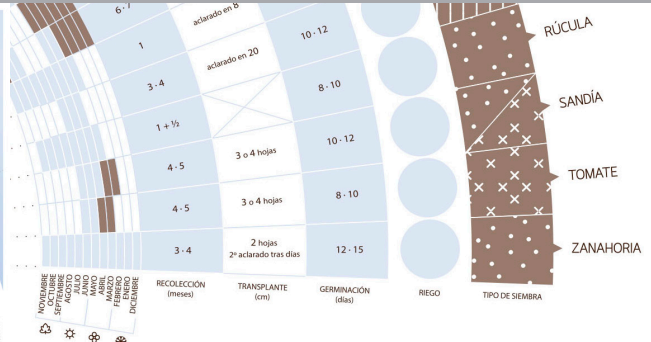 6 · 7
aclarado en 8
10 · 12
RÚCULA
1
aclarado en 20
8 · 10
SANDÍA
3 · 4
10 · 12
TOMATE
1 + ½
3 o 4 hojas
8 · 10
ZANAHORIA
4 · 5
3 o 4 hojas
12 · 15
4 · 5
2 hojas
2º aclarado tras días
3 · 4
NOVIEMBRE
OCTUBRE
SEPTIEMBRE
AGOSTO
JULIO
JUNIO
MAYO
ABRIL
MARZO
FEBRERO
ENERO
DICIEMBRE
RECOLECCIÓN
(meses)
TRANSPLANTE
(cm)
GERMINACIÓN
(días)
RIEGO
TIPO DE SIEMBRA